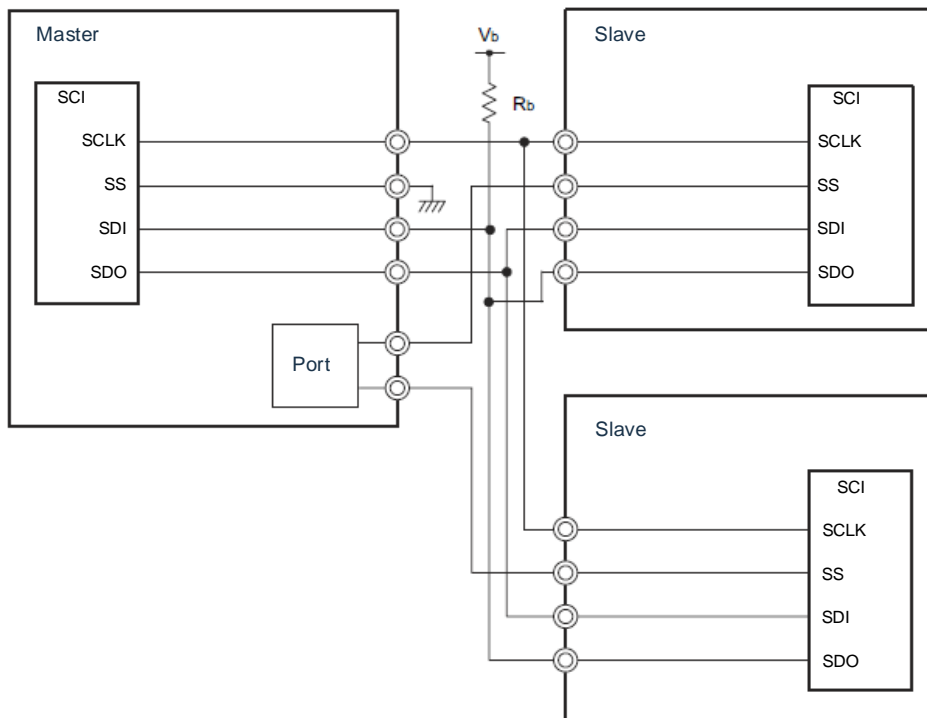 Master
SCI
SCLK
SS
SDI
SDO
Port
Vb
Rb
Slave
SCI
SCLK
SS
SDI
SDO
Slave
SCI
SCLK
SS
SDI
SDO